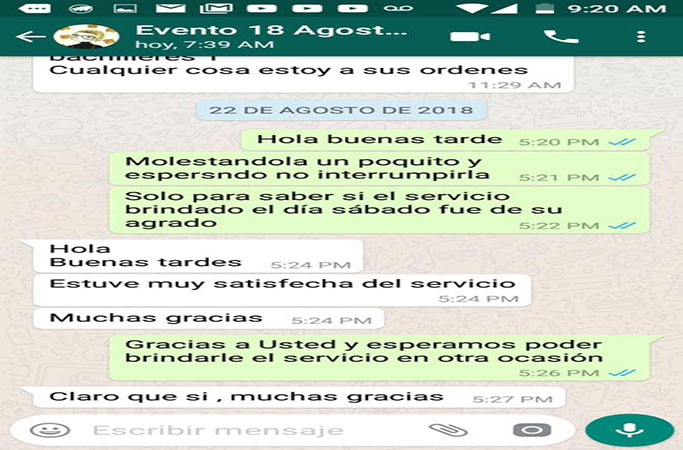 9:20 AM
Evento 18 Agost...
hoy, 7:39 AM
bachilleres 1
Cualquier cosa estoy a sus ordenes
11:29 AM
22 DE AGOSTO DE 2018
Hola buenas tarde 5:20 PM
Molestandola un poquito y
espersndo no interrumpirla 5:21 PM
Solo para saber si el servicio
brindado el día sábado fue de su
agrado 5:22 PM
Hola
Buenas tardes 5:24 PM
Estuve muy satisfecha del servicio
5:24 PM
Muchas gracias 5:24 PM
Gracias a Usted y esperamos poder
brindarle el servicio en otra ocasión
5:26 PM
Claro que si , muchas gracias 5:27 PM
Escribir mensaje